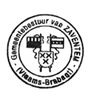 Gemeentebestuur van ZAVENTEM
(Vlaams-Brabant)